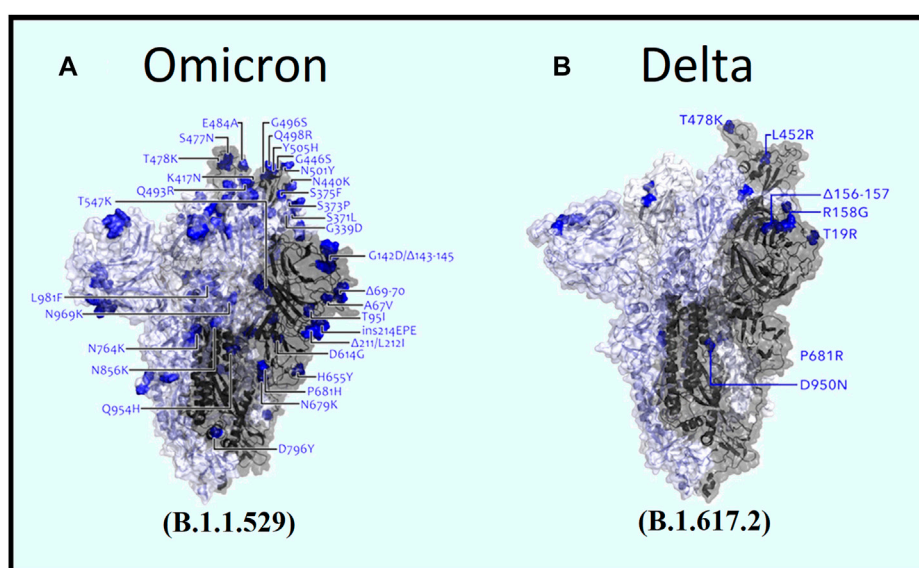 A
Omicron
E484A
S477N
T478K
K417N
Q493R
T547K
G496S
Q498R
Y505H
G446S
N501Y
N440K
S375F
S373P
S371L
G339D
G142D/Δ143-145
Δ69-70
A67V
T95I
ins214EPE
Δ211/L212I
D614G
H655Y
P681H
N679K
L981F
N969K
N764K
N856K
Q954H
D796Y
(B.1.1.529)
B
Delta
T478K
L452R
Δ156-157
R158G
T19R
P681R
D950N
(B.1.617.2)